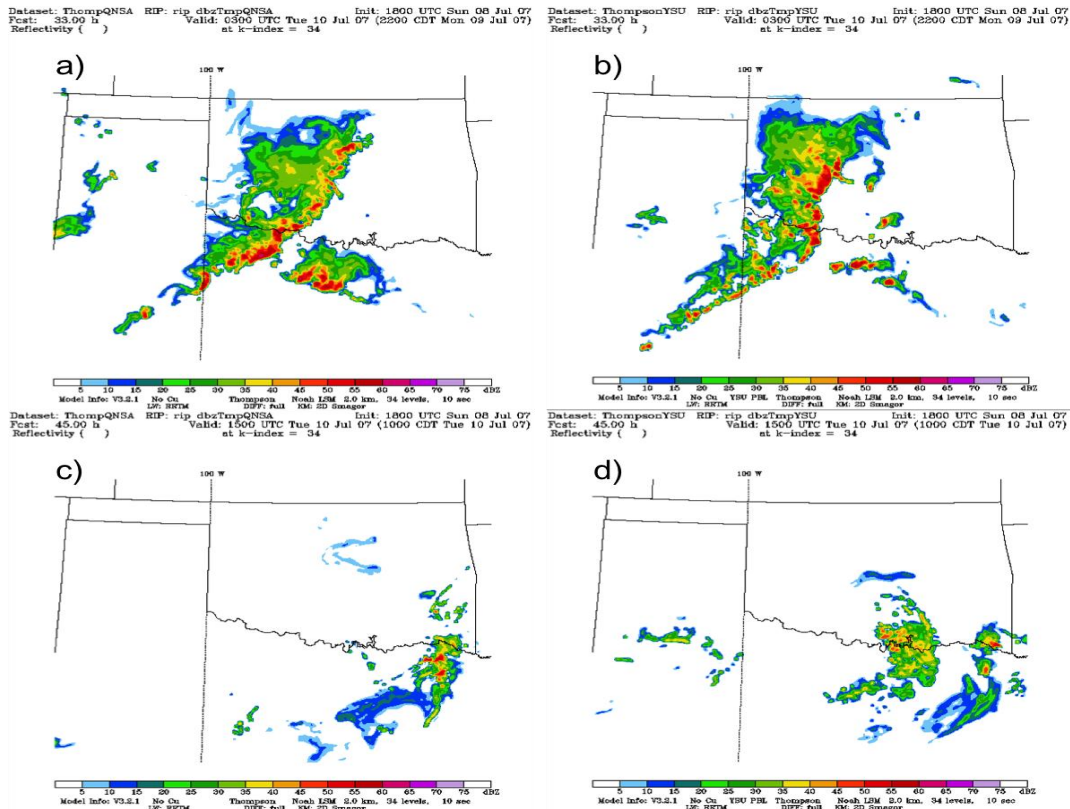 Dataset: ThompQNSA RIP: rip dbzTmpQNSA Init: 1800 UTC Sun 08 Jul 07
Fcst: 33.00 h Valid: 0300 UTC Tue 10 Jul 07 (2200 CDT Mon 09 Jul 07)
Reflectivity ( ) at k-index = 34
a)
100 W
5 10 15 20 25 30 35 40 45 50 55 60 65 70 75 dBZ
Model Info: V3.2.1 No Cu Thompson Noah LSM 2.0 km, 34 levels, 10 sec
LW: RRTM DIFF: full KM: 2D Smagor
Dataset: ThompsonYSU RIP: rip dbzTmpYSU Init: 1800 UTC Sun 08 Jul 07
Fcst: 33.00 h Valid: 0300 UTC Tue 10 Jul 07 (2200 CDT Mon 09 Jul 07)
Reflectivity ( ) at k-index = 34
b)
100 W
5 10 15 20 25 30 35 40 45 50 55 60 65 70 75 dBZ
Model Info: V3.2.1 No Cu YSU PBL Thompson Noah LSM 2.0 km, 34 levels, 10 sec
LW: RRTM DIFF: full KM: 2D Smagor
Dataset: ThompQNSA RIP: rip dbzTmpQNSA Init: 1800 UTC Sun 08 Jul 07
Fcst: 45.00 h Valid: 1500 UTC Tue 10 Jul 07 (1000 CDT Tue 10 Jul 07)
Reflectivity ( ) at k-index = 34
c)
100 W
5 10 15 20 25 30 35 40 45 50 55 60 65 70 75 dBZ
Model Info: V3.2.1 No Cu Thompson Noah LSM 2.0 km, 34 levels, 10 sec
LW: RRTM DIFF: full KM: 2D Smagor
Dataset: ThompsonYSU RIP: rip dbzTmpYSU Init: 1800 UTC Sun 08 Jul 07
Fcst: 45.00 h Valid: 1500 UTC Tue 10 Jul 07 (1000 CDT Tue 10 Jul 07)
Reflectivity ( ) at k-index = 34
d)
100 W
5 10 15 20 25 30 35 40 45 50 55 60 65 70 75 dBZ
Model Info: V3.2.1 No Cu YSU PBL Thompson Noah LSM 2.0 km, 34 levels, 10 sec
LW: RRTM DIFF: full KM: 2D Smagor